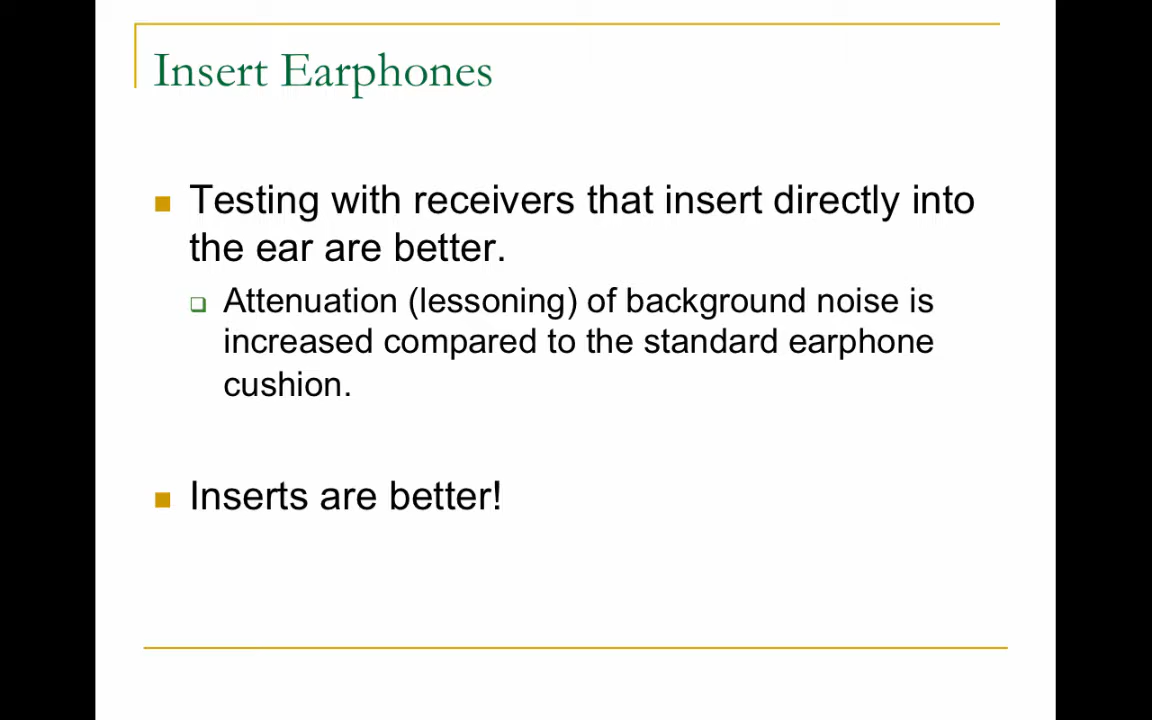 Insert Earphones
Testing with receivers that insert directly into
the ear are better.
Attenuation (lessoning) of background noise is
increased compared to the standard earphone
cushion.
Inserts are better!